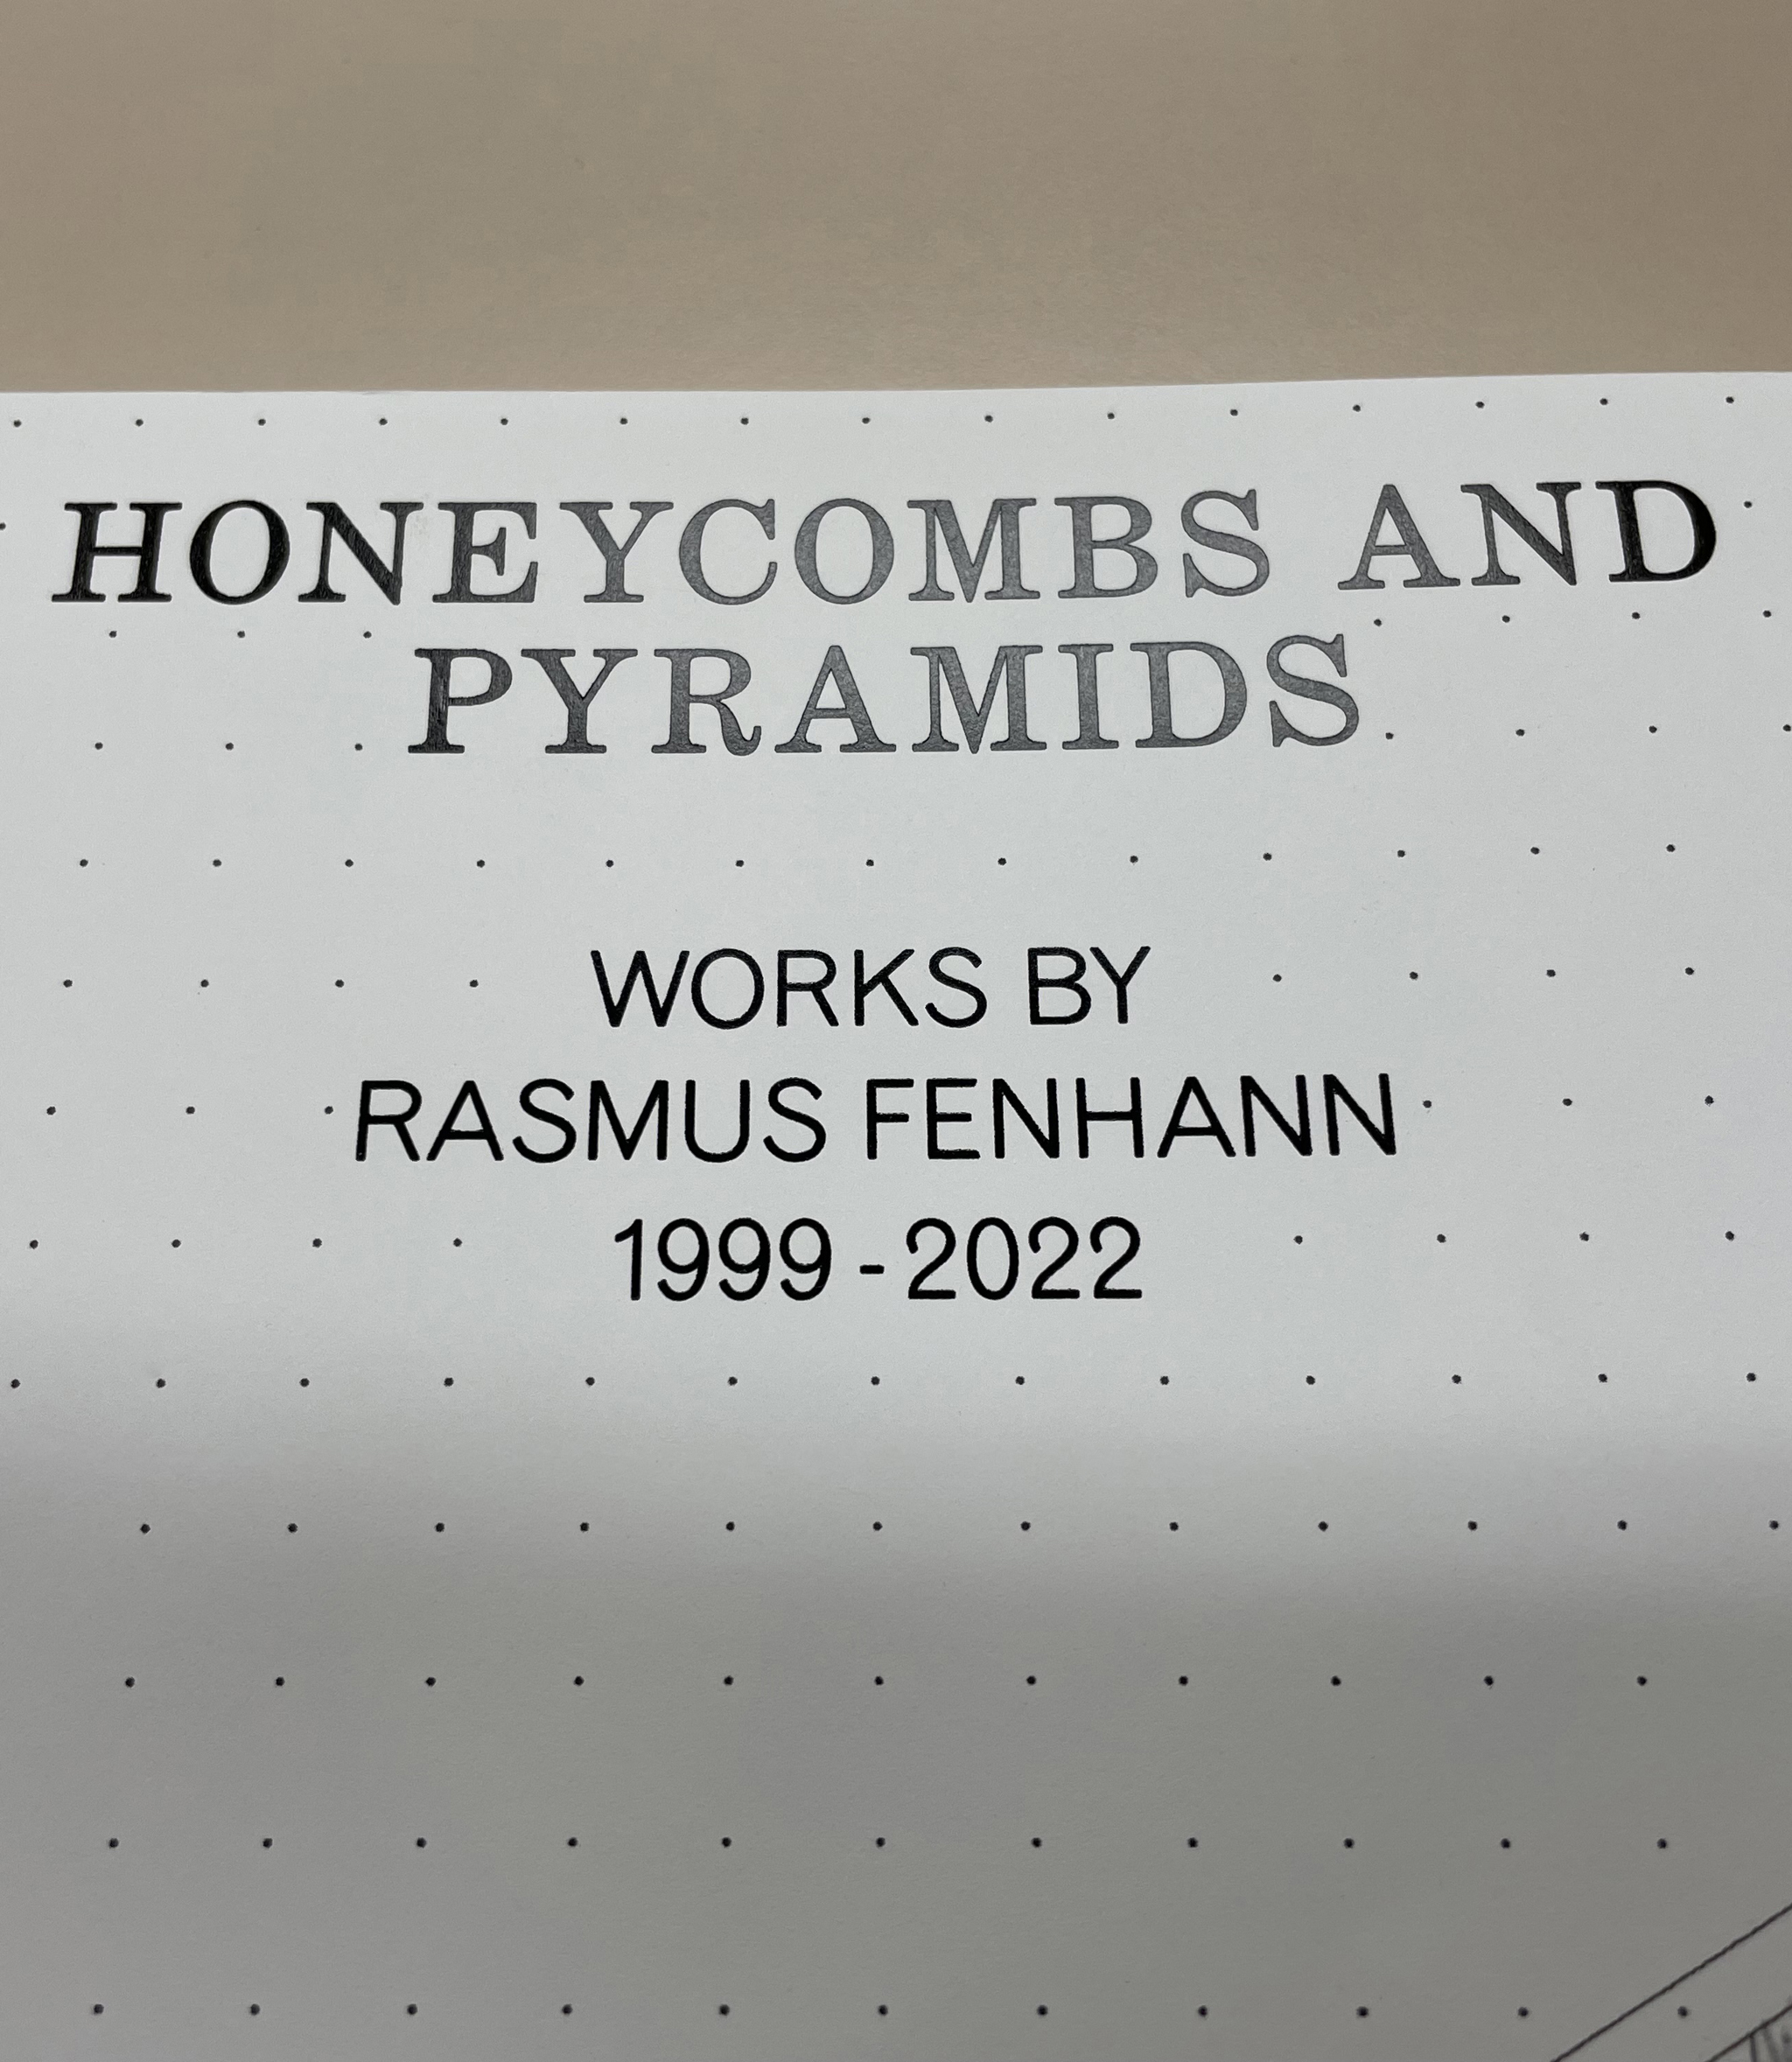 HONEYCOMBS AND
PYRAMIDS
WORKS BY
RASMUS FENHANN
1999 - 2022